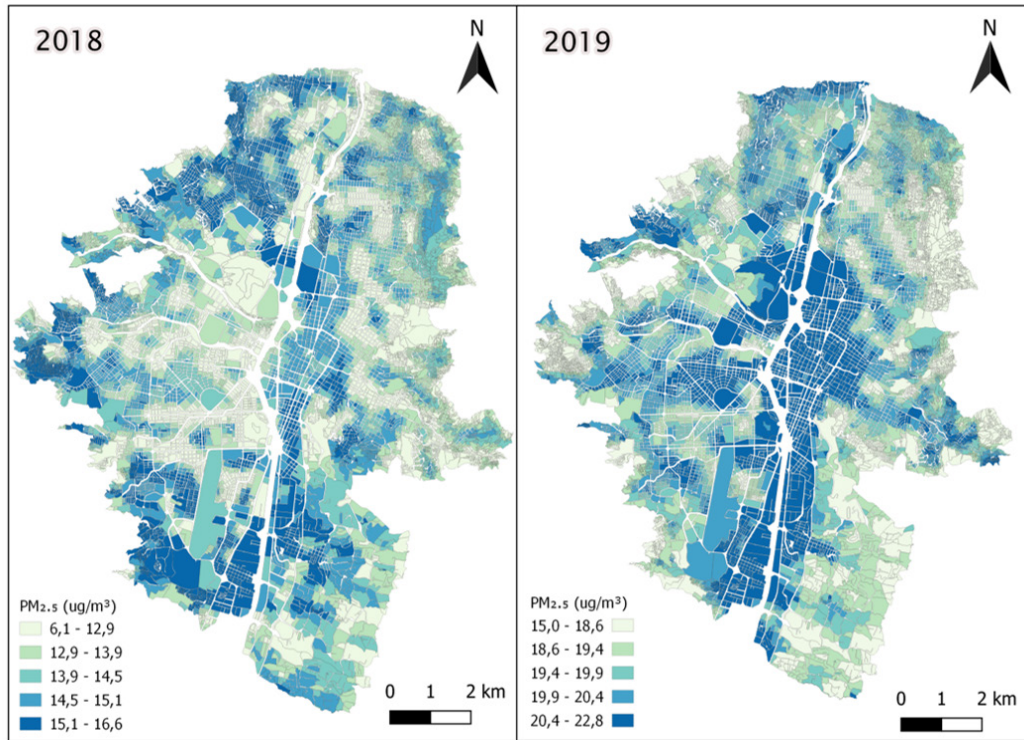 2018
N
PM₂.₅ (ug/m³)
6,1 - 12,9
12,9 - 13,9
13,9 - 14,5
14,5 - 15,1
15,1 - 16,6
0 1 2 km
2019
N
PM₂.₅ (ug/m³)
15,0 - 18,6
18,6 - 19,4
19,4 - 19,9
19,9 - 20,4
20,4 - 22,8
0 1 2 km